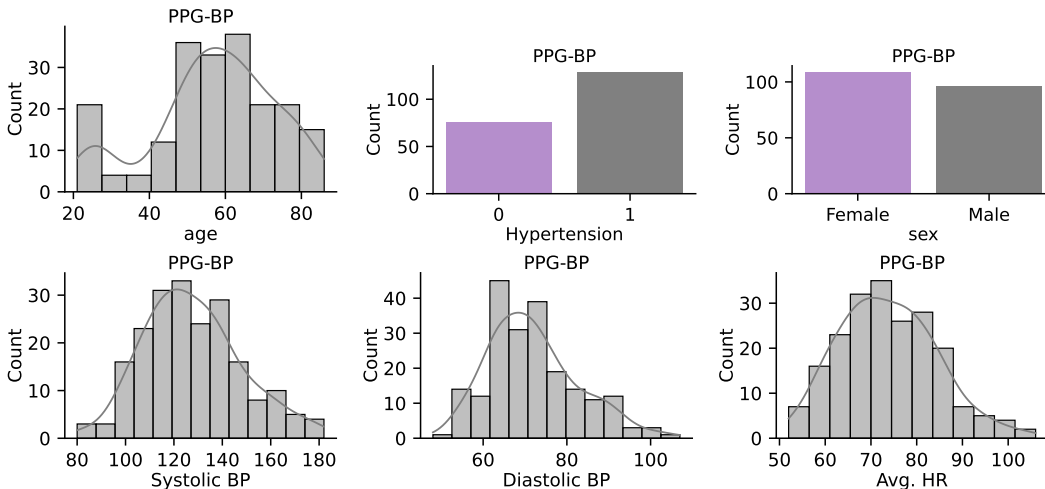 PPG-BP
Count
30
20
10
0
20 40 60 80
age
PPG-BP
Count
100
50
0
0 1
Hypertension
PPG-BP
Count
100
50
0
Female Male
sex
PPG-BP
Count
30
20
10
0
80 100 120 140 160 180
Systolic BP
PPG-BP
Count
40
30
20
10
0
60 80 100
Diastolic BP
PPG-BP
Count
30
20
10
0
50 60 70 80 90 100
Avg. HR